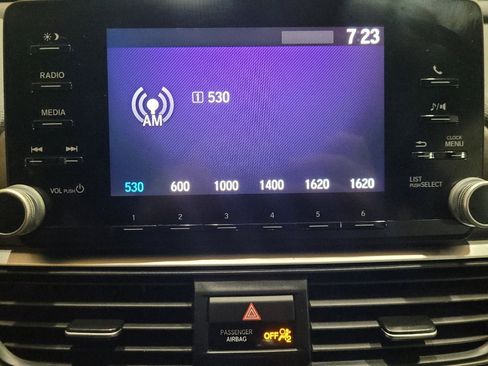 7:23
RADIO
AM
i 530
MEDIA
CLOCK
MENU
VOL PUSH
LIST
PUSH SELECT
530 600 1000 1400 1620 1620
1 2 3 4 5 6
PASSENGER
AIRBAG
OFF 2